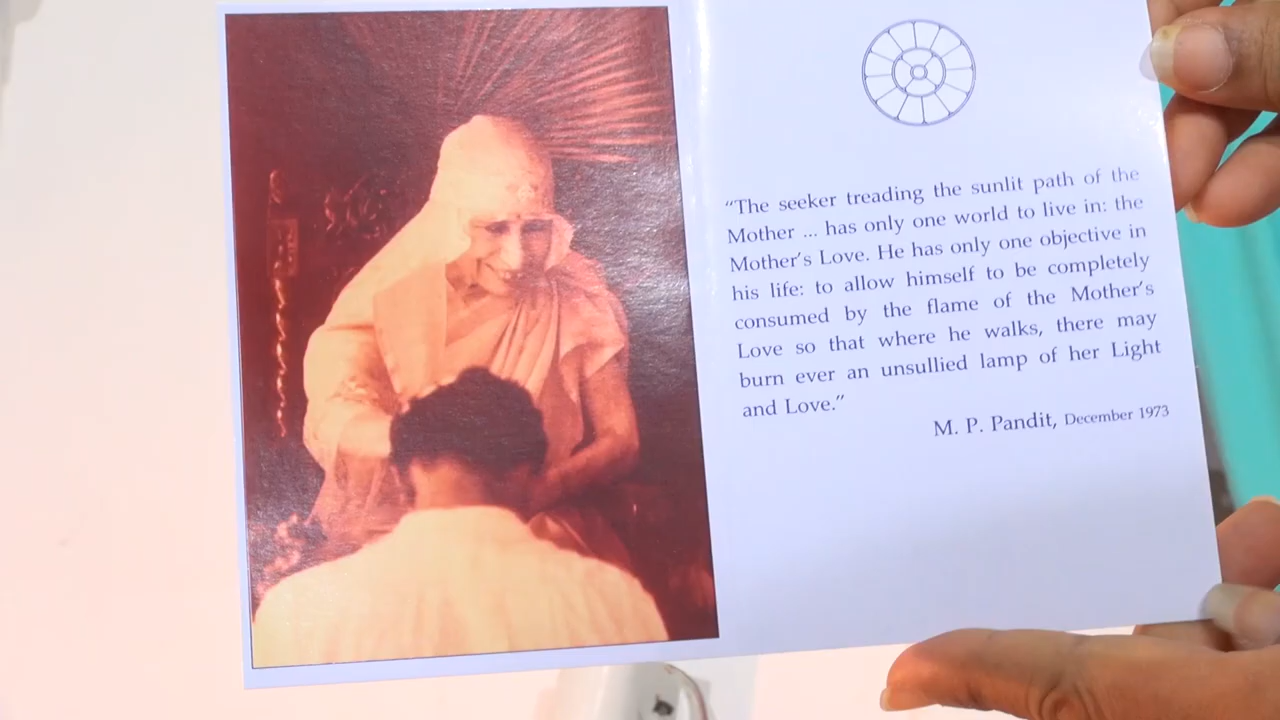 “The seeker treading the sunlit path of the
Mother ... has only one world to live in: the
Mother’s Love. He has only one objective in
his life: to allow himself to be completely
consumed by the flame of the Mother’s
Love so that where he walks, there may
burn ever an unsullied lamp of her Light
and Love.”
M. P. Pandit, December 1973